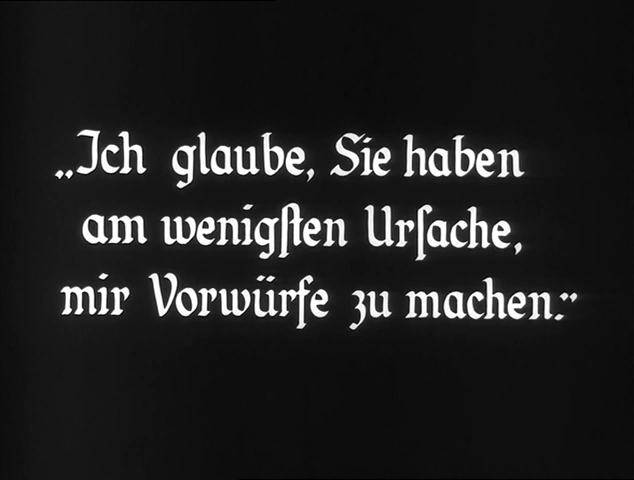 „Ich glaube, Sie haben
am wenigſten Urſache,
mir Vorwürfe zu machen.”